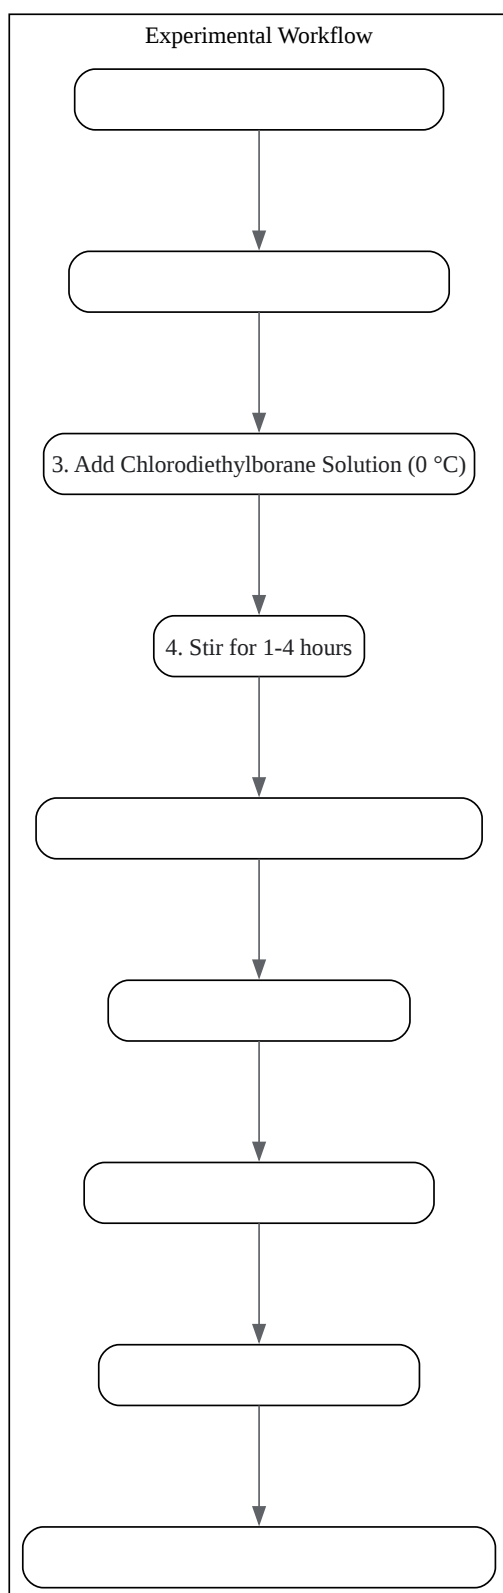 Experimental Workflow
3. Add Chlorodiethylborane Solution (0 °C)
4. Stir for 1-4 hours